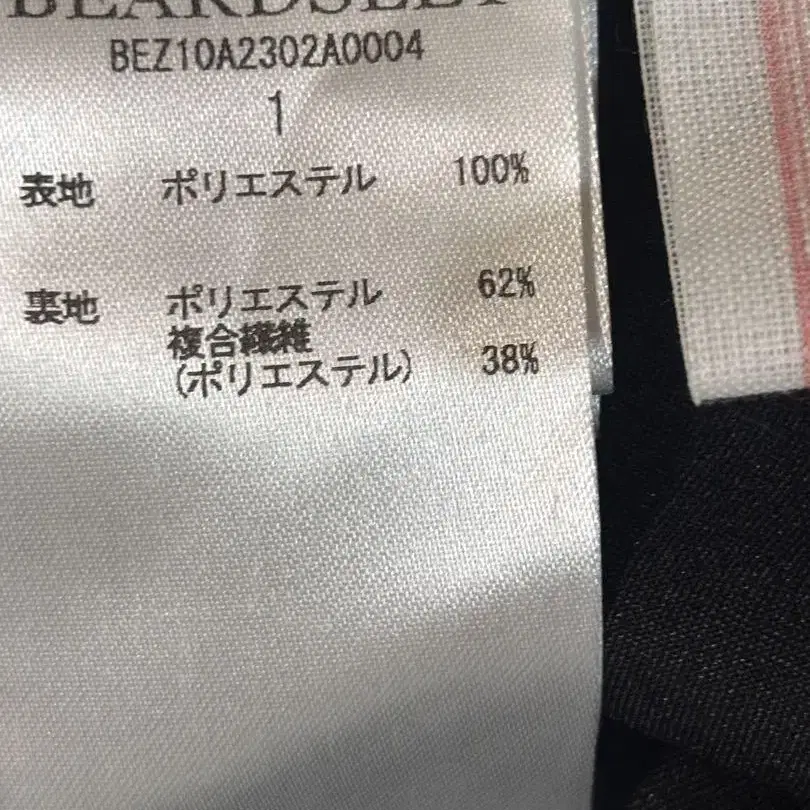 BEARDSLEY
BEZ10A2302A0004
1
表地 ポリエステル 100%
裏地 ポリエステル 62%
複合繊維
(ポリエステル) 38%